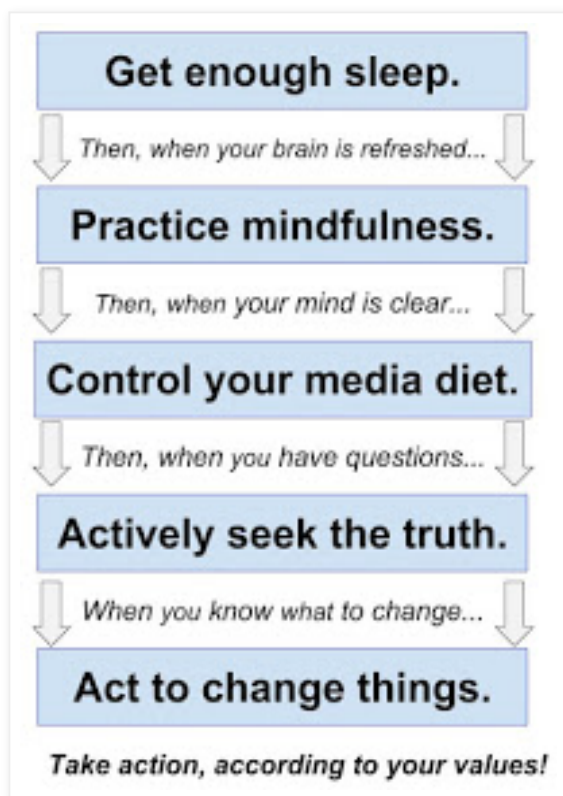 Get enough sleep.
Then, when your brain is refreshed...
Practice mindfulness.
Then, when your mind is clear...
Control your media diet.
Then, when you have questions...
Actively seek the truth.
When you know what to change...
Act to change things.
Take action, according to your values!